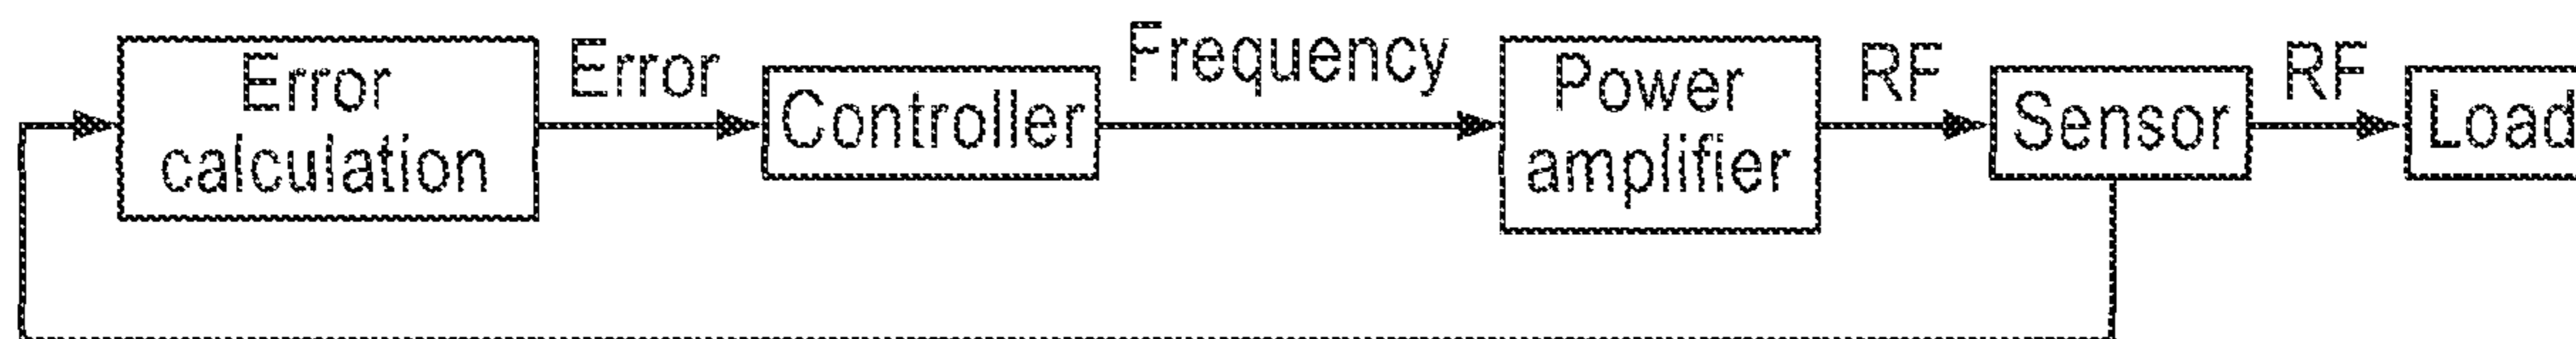 Error
calculation
Error
Controller
Frequency
Power
amplifier
RF
Sensor
RF
Load